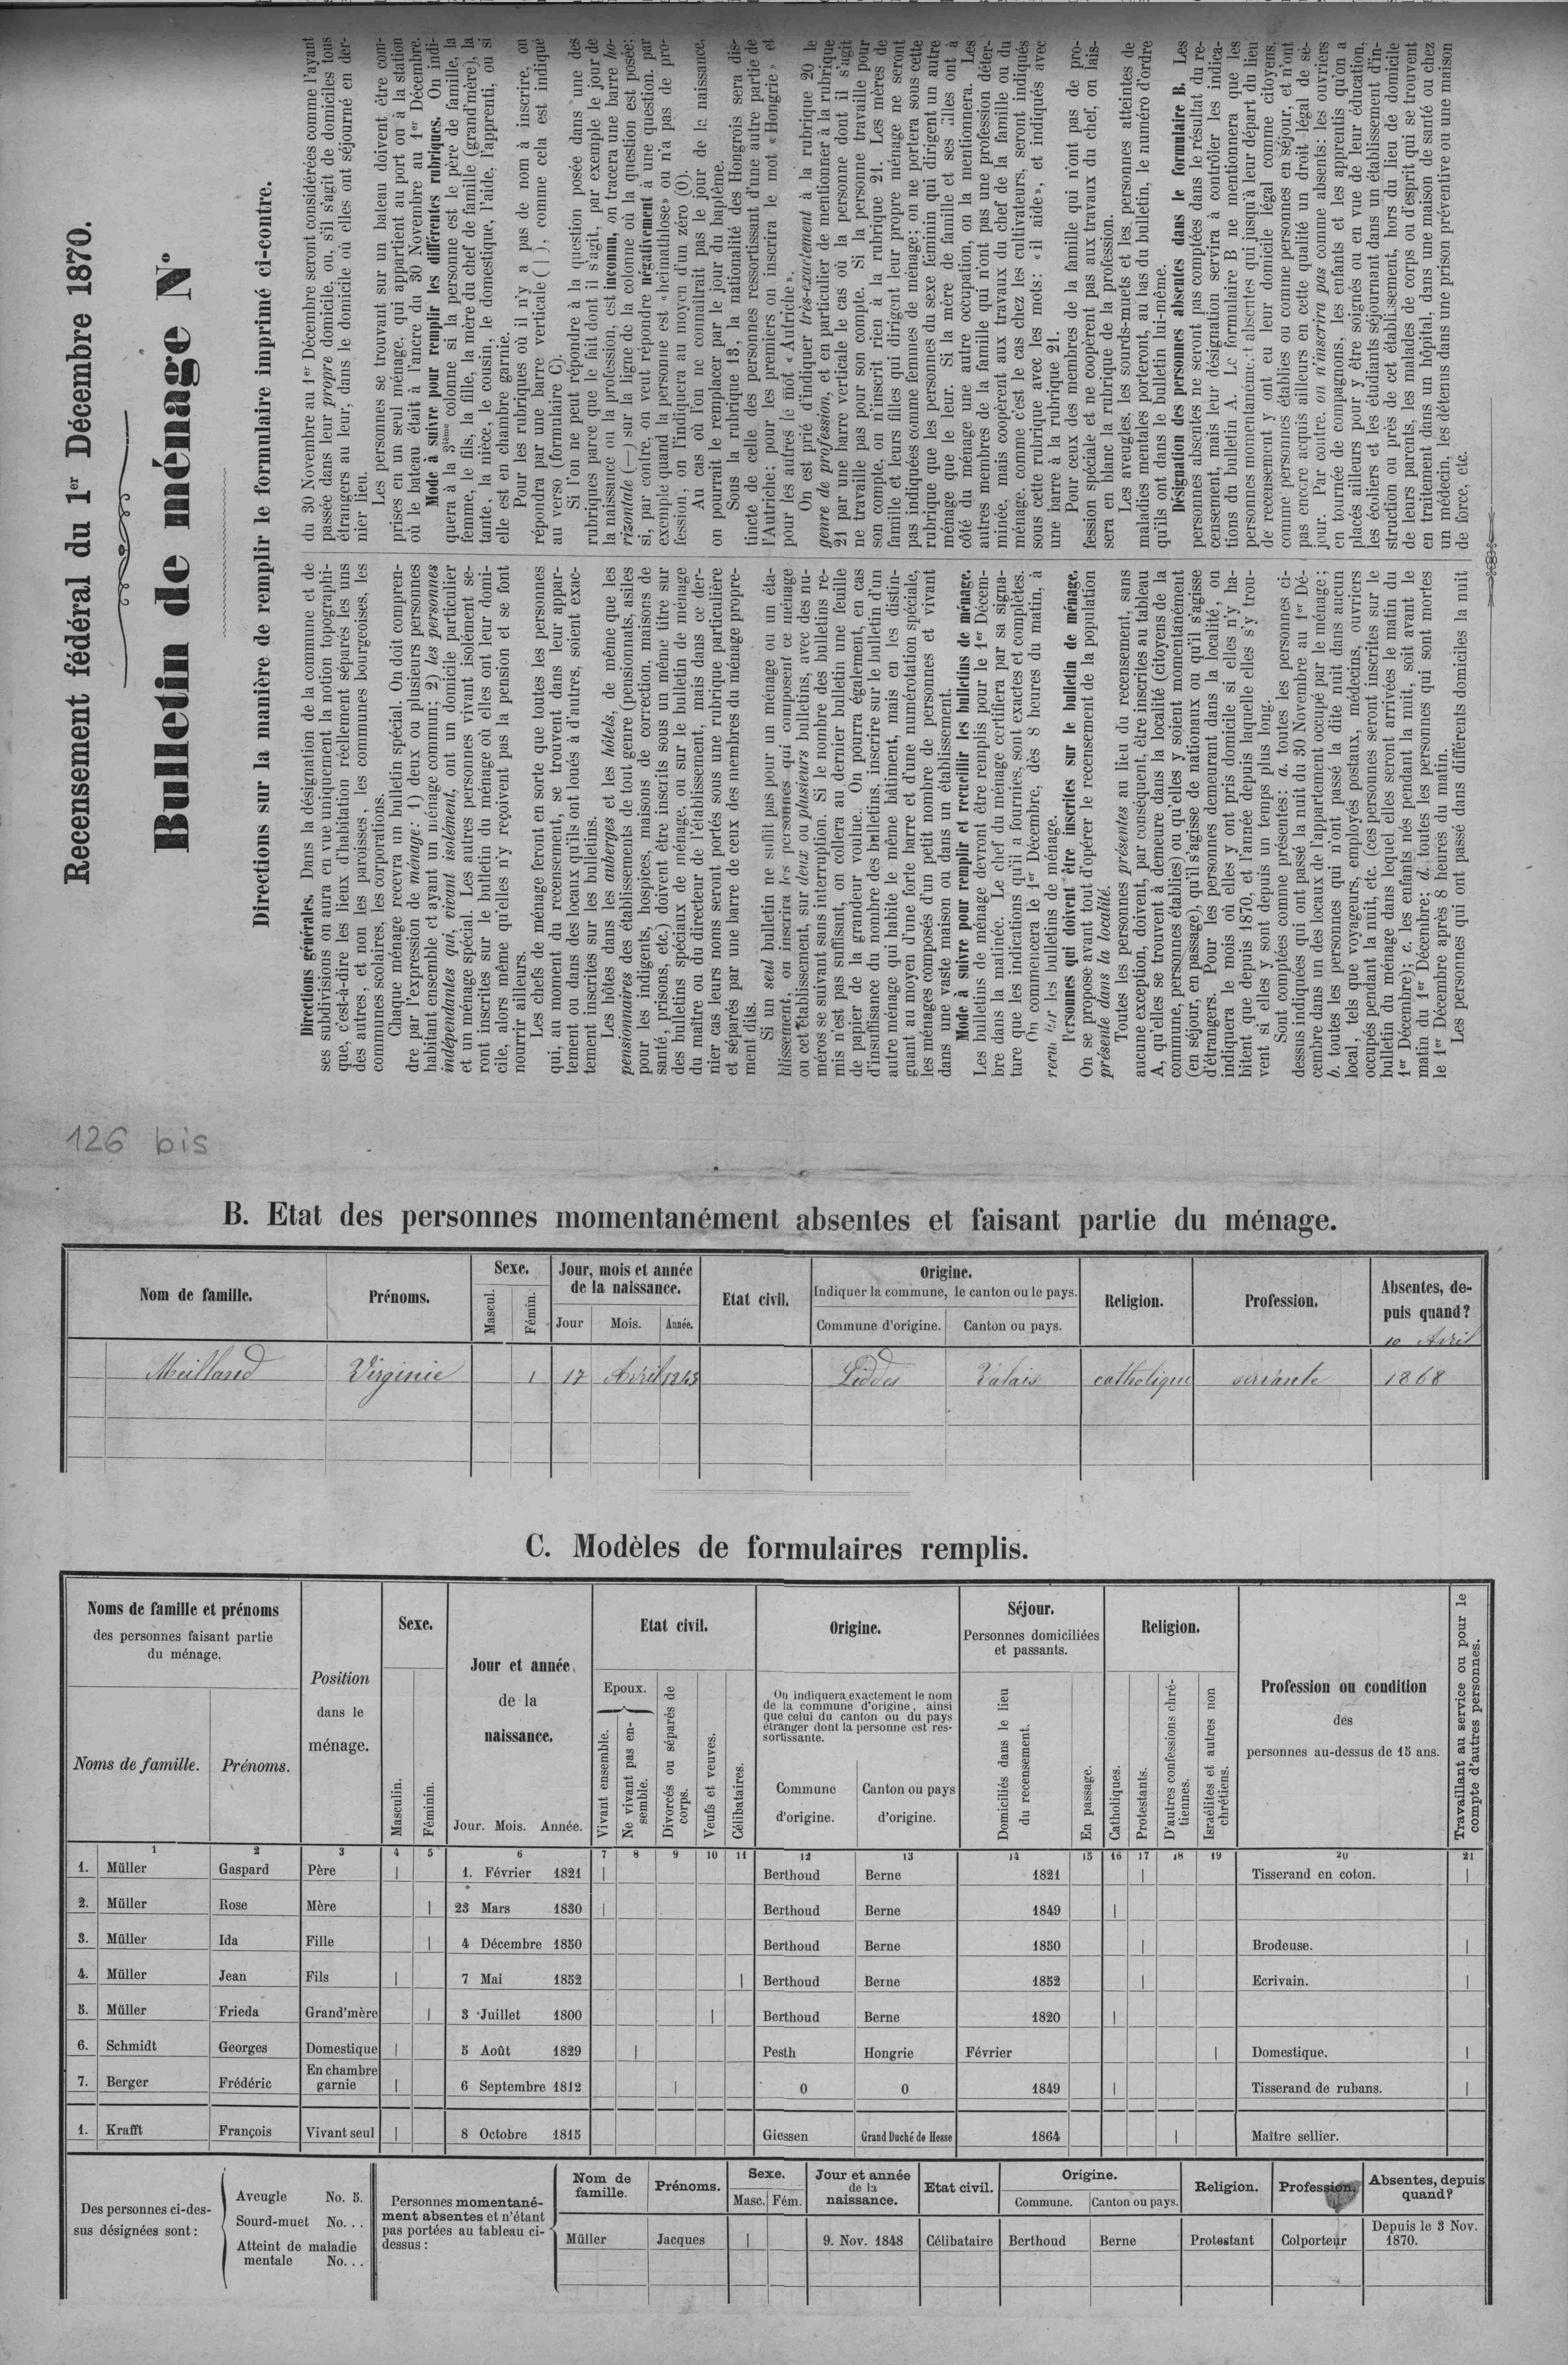 Recensement fédéral du 1er Décembre 1870.
Bulletin de ménage N°
Directions sur la manière de remplir le formulaire imprimé ci-contre.
Directions générales. Dans la désignation de la commune et de
ses subdivisions on aura en vue uniquement la notion topographi-
que, c'est-à-dire les lieux d'habitation réellement séparés les uns
des autres, et non les paroisses, les communes bourgeoises, les
communes scolaires, les corporations.
Chaque ménage recevra un bulletin spécial. On doit compren-
dre par l'expression de ménage: 1) deux ou plusieurs personnes
habitant ensemble et ayant un ménage commun; 2) les personnes
indépendantes qui, vivant isolément, ont un domicile particulier
et un ménage spécial. Les autres personnes vivant isolément se-
ront inscrites sur le bulletin du ménage où elles ont leur domi-
cile, alors même qu'elles n'y reçoivent pas la pension et se font
nourrir ailleurs.
Les chefs de ménage feront en sorte que toutes les personnes
qui, au moment du recensement, se trouvent dans leur appar-
tement ou dans des locaux qu'ils ont loués à d'autres, soient exac-
tement inscrites sur les bulletins.
Les hôtes dans les auberges et les hôtels, de même que les
pensionnaires des établissements de tout genre (pensionnats, asiles
pour les indigents, hospices, maisons de correction, maisons de
santé, prisons, etc.) doivent être inscrits sous un même titre sur
des bulletins spéciaux de ménage, ou sur le bulletin de ménage
du maître ou du directeur de l'établissement, mais dans ce der-
nier cas leurs noms seront portés sous une rubrique particulière
et séparés par une barre de ceux des membres du ménage propre-
ment dits.
Si un seul bulletin ne suffit pas pour un ménage ou un éta-
blissement, on inscrira les personnes qui composent ce ménage
ou cet établissement, sur deux ou plusieurs bulletins, avec des nu-
méros se suivant sans interruption. Si le nombre des bulletins re-
mis n'est pas suffisant, on collera au dernier bulletin une feuille
de papier de la grandeur voulue. On pourra également, en cas
d'insuffisance du nombre des bulletins, inscrire sur le bulletin d'un
autre ménage qui habite le même bâtiment, mais en les distin-
guant au moyen d'une forte barre et d'une numérotation spéciale,
les ménages composés d'un petit nombre de personnes et vivant
dans une vaste maison ou dans un établissement.
Mode à suivre pour remplir et recueillir les bulletins de ménage.
Les bulletins de ménage devront être remplis pour le 1er Décem-
bre dans la matinée. Le chef du ménage certifiera par sa signa-
ture que les indications qu'il a fournies, sont exactes et complètes.
On commencera le 1er Décembre, dès 8 heures du matin, à
les bulletins de ménage.
Personnes qui doivent être inscrites sur le bulletin de ménage.
On se propose avant tout d'opérer le recensement de la population
présente dans la localité.
Toutes les personnes présentes au lieu du recensement, sans
aucune exception, doivent, par conséquent, être inscrites au tableau
A, qu'elles se trouvent à demeure dans la localité (citoyens de la
commune, personnes établies) ou qu'elles y soient momentanément
(en séjour, en passage), qu'il s'agisse de nationaux ou qu'il s'agisse
d'étrangers. Pour les personnes demeurant dans la localité, on
indiquera le mois où elles y ont pris domicile si elles n'y ha-
bitent que depuis 1870, et l'année depuis laquelle elles s'y trou-
vent si elles y sont depuis un temps plus long.
Sont comptées comme présentes: a. toutes les personnes ci-
dessus indiquées qui ont passé la nuit du 30 Novembre au 1er Dé-
cembre dans un des locaux de l'appartement occupé par le ménage;
b. toutes les personnes qui n'ont passé la dite nuit dans aucun
local, tels que voyageurs, employés postaux, médecins, ouvriers
occupés pendant la nuit, etc. (ces personnes seront inscrites sur le
bulletin du ménage dans lequel elles seront arrivées le matin du
1er Décembre); c. les enfants nés pendant la nuit, soit avant le
matin du 1er Décembre; d. toutes les personnes qui sont mortes
le 1er Décembre après 8 heures du matin.
Les personnes qui ont passé dans différents domiciles la nuit
du 30 Novembre au 1er Décembre seront considérées comme l'ayant
passée dans leur propre domicile, ou, s'il s'agit de domiciles tous
étrangers au leur, dans le domicile où elles ont séjourné en der-
nier lieu.
Les personnes se trouvant sur un bateau doivent être com-
prises en un seul ménage, qui appartient au port ou à la station
où le bateau était à l'ancre du 30 Novembre au 1er Décembre.
Mode à suivre pour remplir les différentes rubriques. On indi-
quera à la 3ième colonne si la personne est le père de famille, la
femme, le fils, la fille, la mère du chef de famille (grand'mère), la
tante, la nièce, le cousin, le domestique, l'aide, l'apprenti, ou si
elle est en chambre garnie.
Pour les rubriques où il n'y a pas de nom à inscrire, on
répondra par une barre verticale (|), comme cela est indiqué
au verso (formulaire C).
Si l'on ne peut répondre à la question posée dans une des
rubriques parce que le fait dont il s'agit, par exemple le jour de
la naissance ou la profession, est inconnu, on tracera une barre ho-
rizontale (—) sur la ligne de la colonne où la question est posée;
si, par contre, on veut répondre négativement à une question, par
exemple quand la personne est «heimathlose» ou n'a pas de pro-
fession, on l'indiquera au moyen d'un zéro (0).
Au cas où l'on ne connaîtrait pas le jour de la naissance,
on pourrait le remplacer par le jour du baptême.
Sous la rubrique 13, la nationalité des Hongrois sera dis-
tincte de celle des personnes ressortissant d'une autre partie de
l'Autriche; pour les premiers on inscrira le mot «Hongrie» et
pour les autres le mot «Autriche».
On est prié d'indiquer très-exactement à la rubrique 20 le
genre de profession, et en particulier de mentionner à la rubrique
21 par une barre verticale le cas où la personne dont il s'agit
ne travaille pas pour son compte. Si la personne travaille pour
son compte, on n'inscrit rien à la rubrique 21. Les mères de
famille et leurs filles qui dirigent leur propre ménage ne seront
pas indiquées comme femmes de ménage; on ne portera sous cette
rubrique que les personnes du sexe féminin qui dirigent un autre
ménage que le leur. Si la mère de famille et ses filles ont à
côté du ménage une autre occupation, on la mentionnera. Les
autres membres de la famille qui n'ont pas une profession déter-
minée, mais coopèrent aux travaux du chef de la famille ou du
ménage, comme c'est le cas chez les cultivateurs, seront indiqués
sous cette rubrique avec les mots: «il aide», et indiqués avec
une barre à la rubrique 21.
Pour ceux des membres de la famille qui n'ont pas de pro-
fession spéciale et ne coopèrent pas aux travaux du chef, on lais-
sera en blanc la rubrique de la profession.
Les aveugles, les sourds-muets et les personnes atteintes de
maladies mentales porteront, au bas du bulletin, le numéro d'ordre
qu'ils ont dans le bulletin lui-même.
Désignation des personnes absentes dans le formulaire B. Les
personnes absentes ne seront pas comptées dans le résultat du re-
censement, mais leur désignation servira à contrôler les indica-
tions du bulletin A. Le formulaire B ne mentionnera que les
personnes momentanément absentes qui jusqu'à leur départ du lieu
de recensement y ont eu leur domicile légal comme citoyens,
comme personnes établies ou comme personnes en séjour, et n'ont
pas encore acquis ailleurs en cette qualité un droit légal de sé-
jour. Par contre, on n'inscrira pas comme absents: les ouvriers
en tournée de compagnons, les enfants et les apprentis qu'on a
placés ailleurs pour y être soignés ou en vue de leur éducation,
les écoliers et les étudiants séjournant dans un établissement d'in-
struction ou près de cet établissement, hors du lieu de domicile
de leurs parents, les malades de corps ou d'esprit qui se trouvent
en traitement dans un hôpital, dans une maison de santé ou chez
un médecin, les détenus dans une prison préventive ou une maison
de force, etc.
126 bis
B. Etat des personnes momentanément absentes et faisant partie du ménage.
Nom de famille. Prénoms. Sexe. Mascul. Fémin. Jour, mois et année de la naissance. Jour Mois. Année. Etat civil. Origine. Indiquer la commune, le canton ou le pays. Commune d'origine. Canton ou pays. Religion. Profession. Absentes, de-puis quand?
10 Avril
Meilland Virginie 1 17 Avril 1843 Liddes Valais catholique servante 1868
C. Modèles de formulaires remplis.
Noms de famille et prénoms
des personnes faisant partie
du ménage.
Noms de famille. Prénoms.
Position
dans le
ménage.
Sexe.
Masculin. Féminin.
Jour et année
de la
naissance.
Jour. Mois. Année.
Etat civil.
Epoux.
Vivant ensemble.
Ne vivant pas en-
semble.
Divorcés ou séparés de
corps.
Veufs et veuves.
Célibataires.
Origine.
On indiquera exactement le nom
de la commune d'origine, ainsi
que celui du canton ou du pays
étranger dont la personne est res-
sortissante.
Commune
d'origine.
Canton ou pays
d'origine.
Séjour.
Personnes domiciliées
et passants.
Domiciliés dans le lieu
du recensement.
En passage.
Religion.
Catholiques.
Protestants.
D'autres confessions chré-
tiennes.
Israélites et autres non
chrétiens.
Profession ou condition
des
personnes au-dessus de 15 ans.
Travaillant au service ou pour le
compte d'autres personnes.
1 2 3 4 5 6 7 8 9 10 11 12 13 14 15 16 17 18 19 20 21
1. Müller Gaspard Père | 1. Février 1821 | Berthoud Berne 1821 | Tisserand en coton. |
2. Müller Rose Mère | 23 Mars 1830 | Berthoud Berne 1849 |
3. Müller Ida Fille | 4 Décembre 1850 Berthoud Berne 1850 | Brodeuse. |
4. Müller Jean Fils | 7 Mai 1852 | Berthoud Berne 1852 | Ecrivain. |
5. Müller Frieda Grand'mère | 3 Juillet 1800 | Berthoud Berne 1820 |
6. Schmidt Georges Domestique | 5 Août 1829 | Pesth Hongrie Février | Domestique. |
7. Berger Frédéric En chambre garnie | 6 Septembre 1812 | 0 0 1849 | Tisserand de rubans. |
1. Krafft François Vivant seul | 8 Octobre 1815 Giessen Grand Duché de Hesse 1864 | Maître sellier.
Des personnes ci-des-
sus désignées sont:
Aveugle No. 5.
Sourd-muet No. . .
Atteint de maladie
mentale No. . .
Personnes momentané-
ment absentes et n'étant
pas portées au tableau ci-
dessus:
Nom de famille. Prénoms. Sexe. Masc. Fém. Jour et année de la naissance. Etat civil. Origine. Commune. Canton ou pays. Religion. Profession. Absentes, depuis quand?
Müller Jacques | 9. Nov. 1848 Célibataire Berthoud Berne Protestant Colporteur Depuis le 3 Nov. 1870.